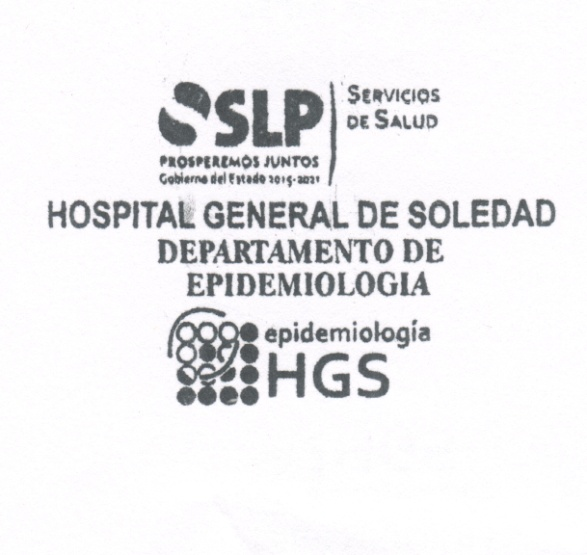 SLP
SERVICIOS
DE SALUD
PROSPEREMOS JUNTOS
Gobierno del Estado 2015-2021
HOSPITAL GENERAL DE SOLEDAD
DEPARTAMENTO DE
EPIDEMIOLOGIA
epidemiología
HGS